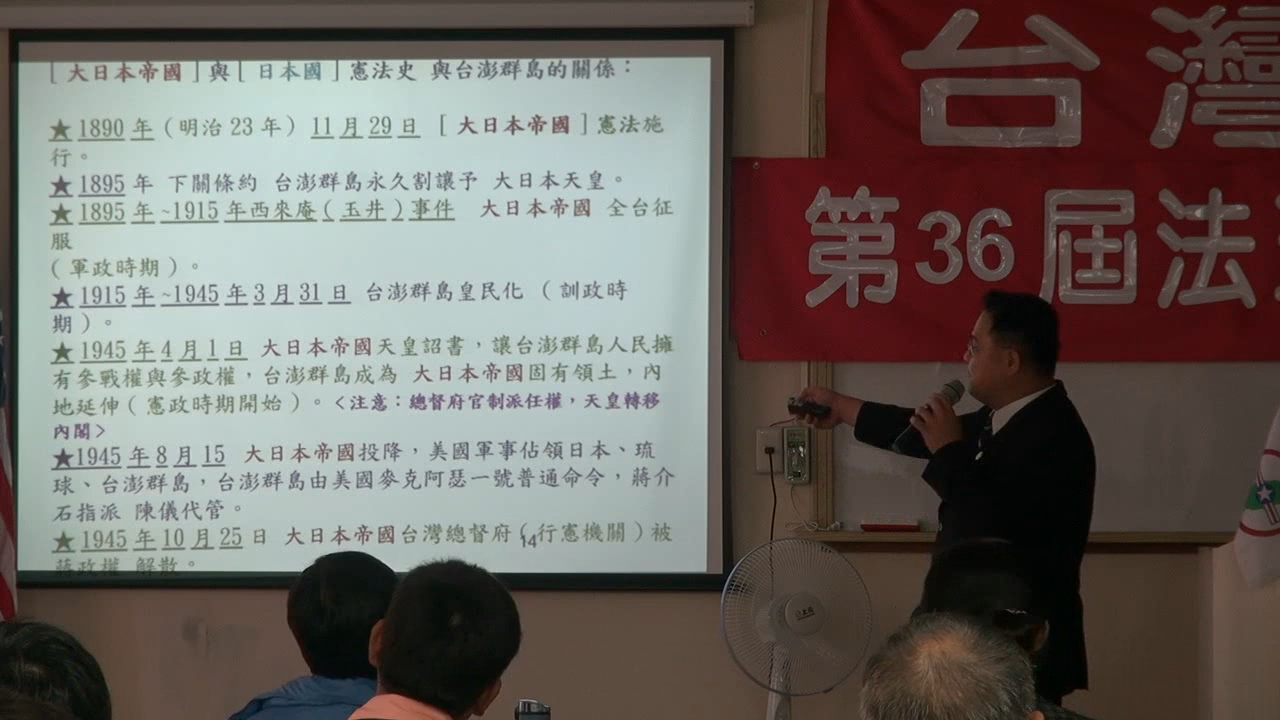 [ 大日本帝國 ] 與 [ 日本國 ] 憲法史 與台澎群島的關係：
★ 1890 年 ( 明治 23 年 ) 11 月 29 日 [ 大日本帝國 ] 憲法施
行。
★ 1895 年 下關條約 台澎群島永久割讓予 大日本天皇。
★ 1895 年 ~1915 年西來庵 ( 玉井 ) 事件 大日本帝國 全台征
服
( 軍政時期 )。
★ 1915 年 ~1945 年 3 月 31 日 台澎群島皇民化 ( 訓政時
期 )。
★ 1945 年 4 月 1 日 大日本帝國天皇詔書，讓台澎群島人民擁
有參戰權與參政權，台澎群島成為 大日本帝國固有領土，內
地延伸 ( 憲政時期開始 )。<注意：總督府官制派任權，天皇轉移
內閣>
★1945 年 8 月 15 大日本帝國投降，美國軍事佔領日本、琉
球、台澎群島，台澎群島由美國麥克阿瑟一號普通命令，蔣介
石指派 陳儀代管。
★ 1945 年 10 月 25 日 大日本帝國台灣總督府 ( 行憲機關 ) 被
蔣政權 解散。
14
台灣
第36屆法